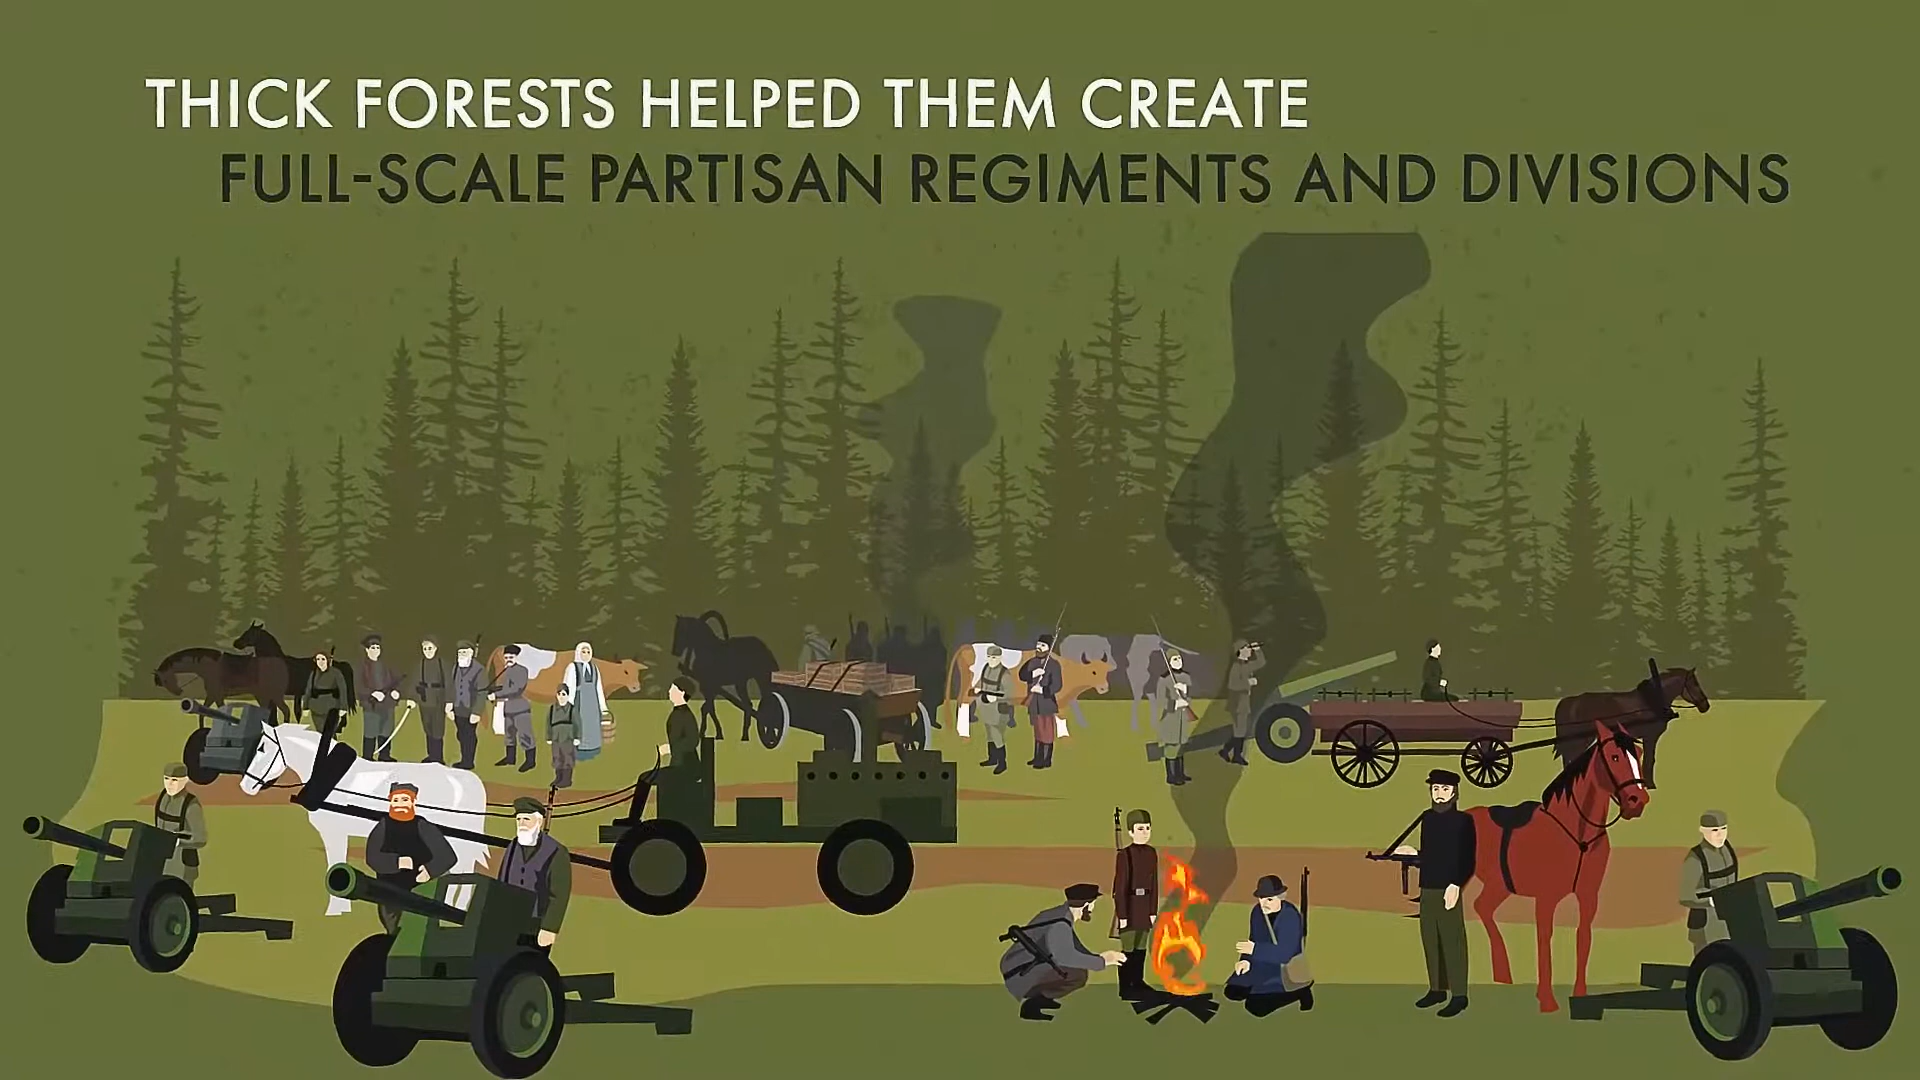 THICK FORESTS HELPED THEM CREATE
FULL-SCALE PARTISAN REGIMENTS AND DIVISIONS